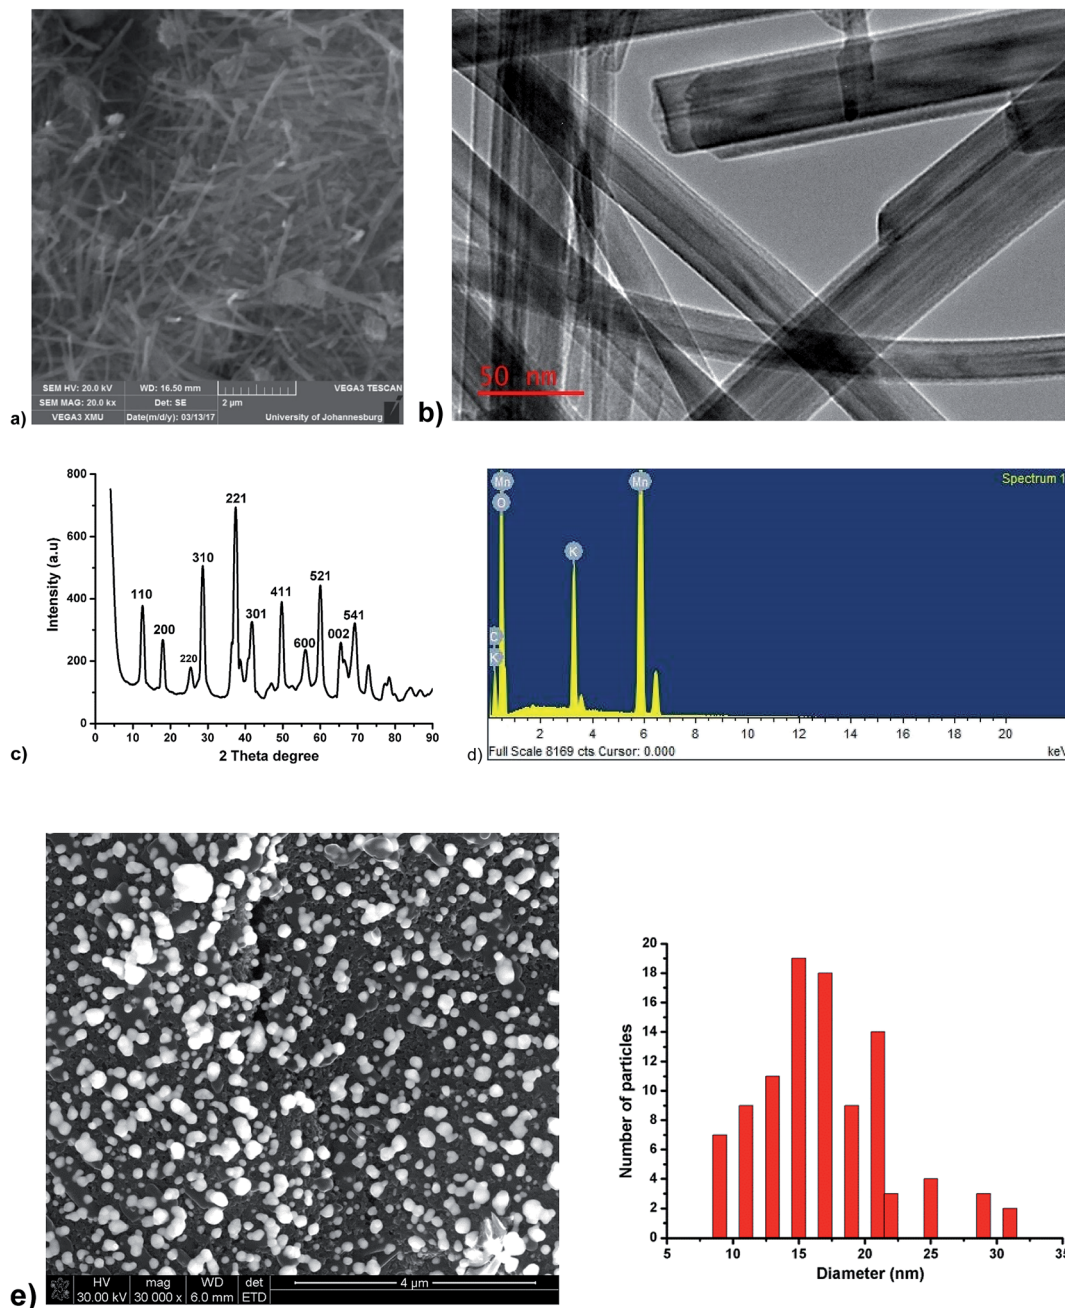 SEM HV: 20.0 kV WD: 16.50 mm VEGA3 TESCAN
SEM MAG: 20.0 kx Det: SE 2 µm
VEGA3 XMU Date(m/d/y): 03/13/17 University of Johannesburg
a)
50 nm
b)
800
600
400
200
0
Intensity (a.u)
110
200
220
310
221
301
411
600
521
002
541
0 10 20 30 40 50 60 70 80 90
2 Theta degree
c)
Spectrum 1
Mn
O
C
K
K
Mn
2 4 6 8 10 12 14 16 18 20
Full Scale 8169 cts Cursor: 0.000 keV
d)
HV mag WD det
30.00 kV 30 000 x 6.0 mm ETD
4 µm
e)
20
18
16
14
12
10
8
6
4
2
0
Number of particles
5 10 15 20 25 30 35
Diameter (nm)